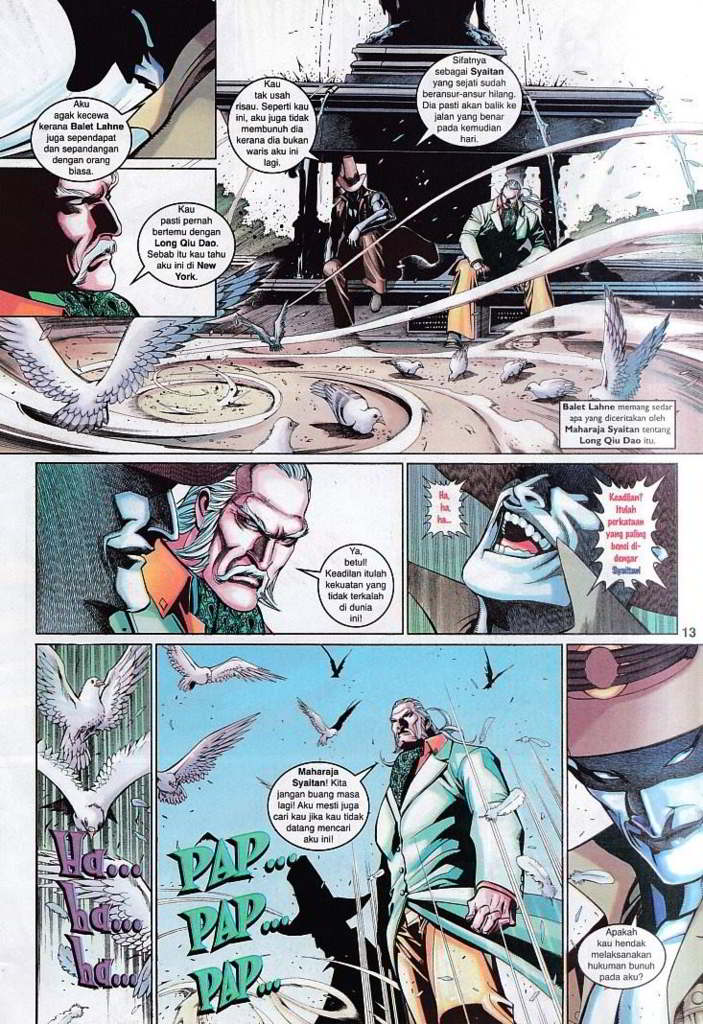 Aku
agak kecewa
kerana Balet Lahne
juga sependapat
dan sepandangan
dengan orang
biasa.
Kau
tak usah
risau. Seperti kau
ini, aku juga tidak
membunuh dia
kerana dia bukan
waris aku ini
lagi.
Sifatnya
sebagai Syaitan
yang sejati sudah
beransur-ansur hilang.
Dia pasti akan balik ke
jalan yang benar
pada kemudian
hari.
Kau
pasti pernah
bertemu dengan
Long Qiu Dao.
Sebab itu kau tahu
aku ini di New
York.
Balet Lahne memang sedar
apa yang diceritakan oleh
Maharaja Syaitan tentang
Long Qiu Dao itu.
Ya,
betul!
Keadilan itulah
kekuatan yang
tidak terkalah
di dunia
ini!
Ha,
ha,
ha...
Keadilan?
Itulah
perkataan
yang paling
benci di-
dengar
Syaitan!
13
Ha...
ha...
ha...
Maharaja
Syaitan! Kita
jangan buang masa
lagi! Aku mesti juga
cari kau jika kau tidak
datang mencari
aku ini!
PAP...
PAP...
PAP...
Apakah
kau hendak
melaksanakan
hukuman bunuh
pada aku?